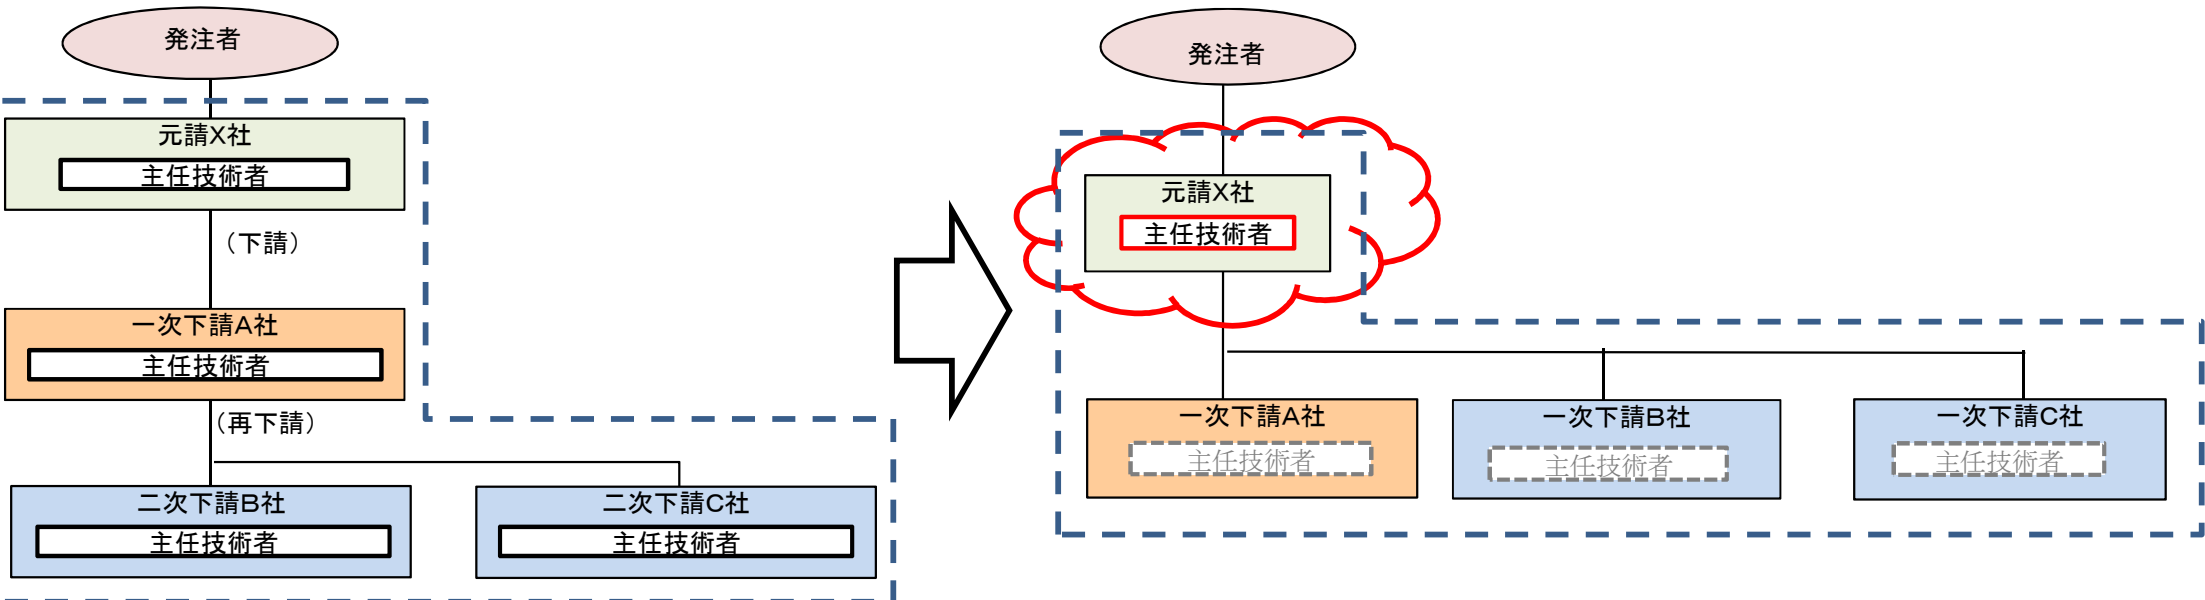 発注者
元請X社
主任技術者
(下請)
一次下請A社
主任技術者
(再下請)
二次下請B社
主任技術者
二次下請C社
主任技術者
発注者
元請X社
主任技術者
一次下請A社
主任技術者
一次下請B社
主任技術者
一次下請C社
主任技術者